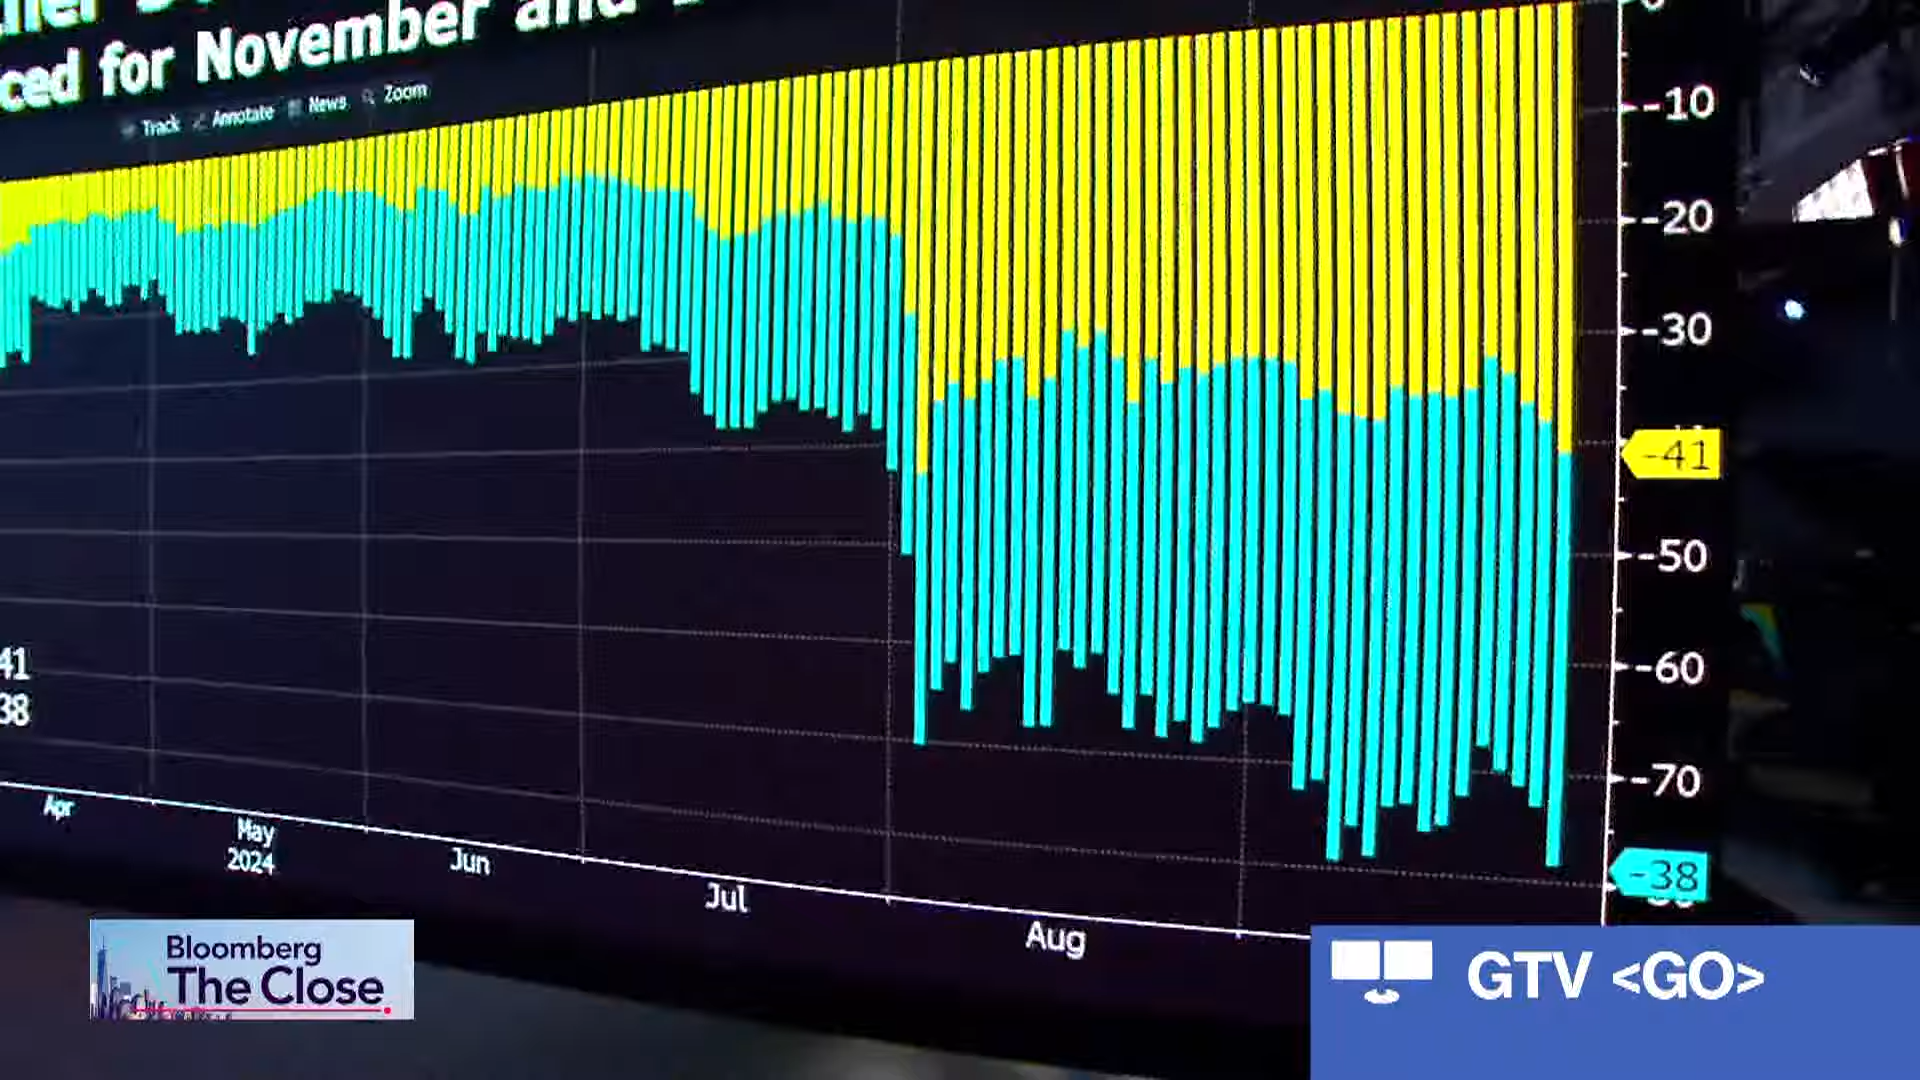 ced for November and
Track Annotate News Zoom
-10
-20
-30
-41
-50
-60
-70
-38
41
38
Apr
May
2024
Jun
Jul
Aug
Bloomberg
The Close
GTV <GO>